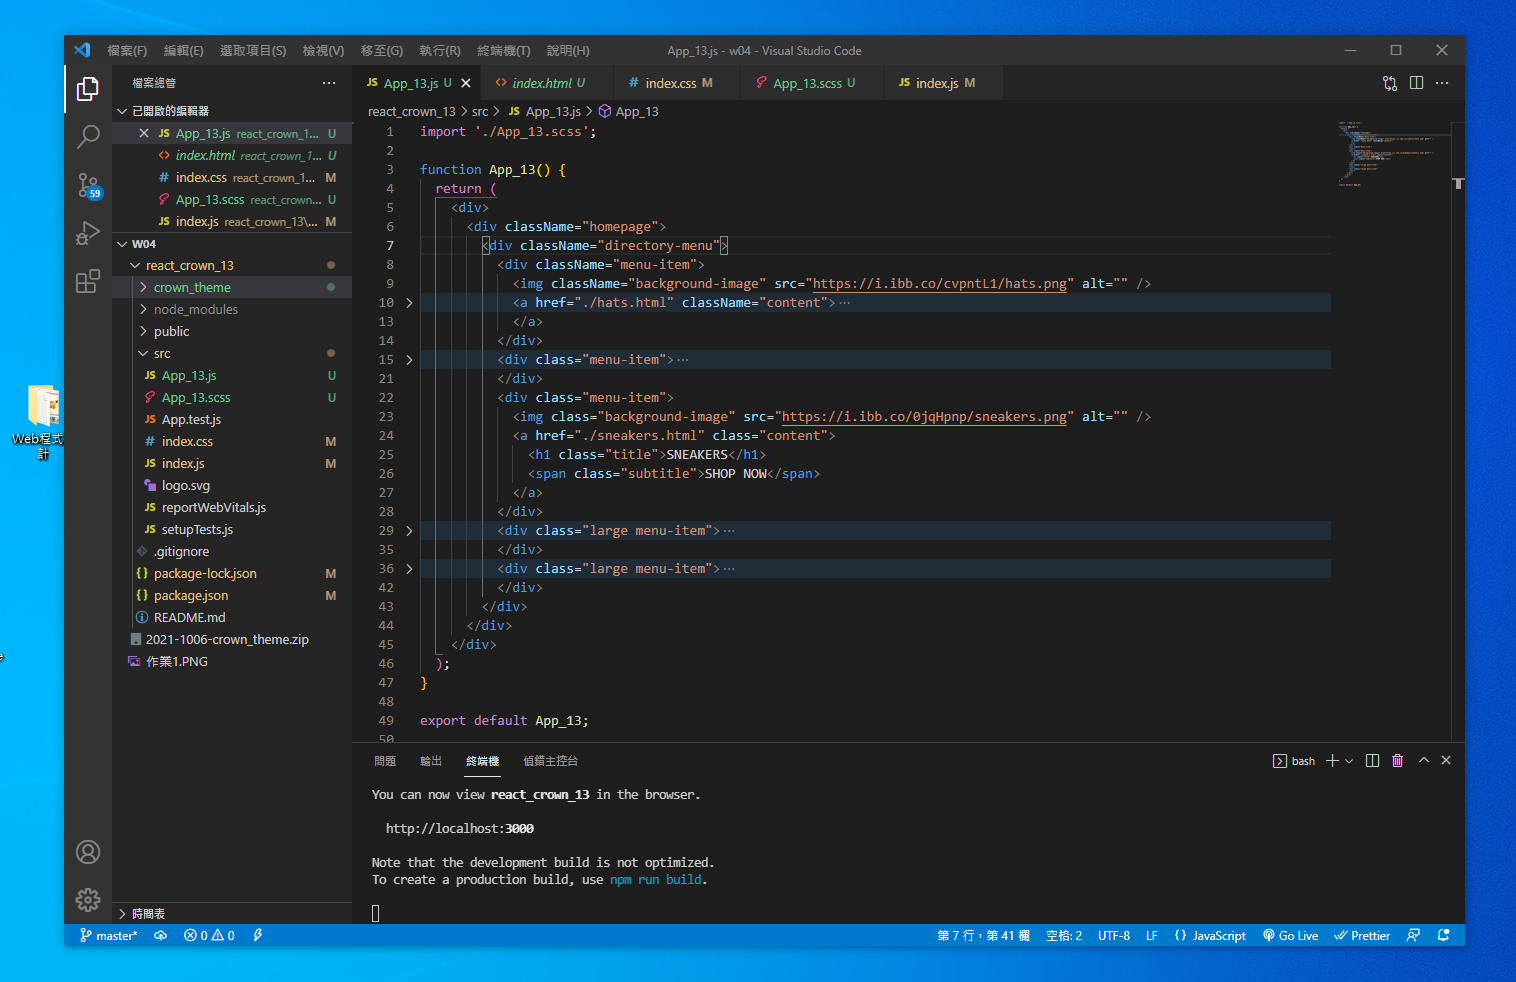 檔案(F) 編輯(E) 選取項目(S) 檢視(V) 移至(G) 執行(R) 終端機(T) 說明(H) App_13.js - w04 - Visual Studio Code
檔案總管 ···
已開啟的編輯器
App_13.js react_crown_1... U
index.html react_crown_1... U
index.css react_crown_1... M
App_13.scss react_crown... U
index.js react_crown_13\... M
59
W04
react_crown_13
crown_theme
node_modules
public
src
App_13.js U
App_13.scss U
App.test.js
index.css M
index.js M
logo.svg
reportWebVitals.js
setupTests.js
.gitignore
package-lock.json M
package.json M
README.md
2021-1006-crown_theme.zip
作業1.PNG
時間表
Web程式
計
JS App_13.js U index.html U # index.css M App_13.scss U JS index.js M
react_crown_13 > src > JS App_13.js > App_13
1 import './App_13.scss';
2
3 function App_13() {
4 return (
5 <div>
6 <div className="homepage">
7 <div className="directory-menu">
8 <div className="menu-item">
9 <img className="background-image" src="https://i.ibb.co/cvpntL1/hats.png" alt="" />
10 <a href="./hats.html" className="content">···
13 </a>
14 </div>
15 <div class="menu-item">···
21 </div>
22 <div class="menu-item">
23 <img class="background-image" src="https://i.ibb.co/0jqHpnp/sneakers.png" alt="" />
24 <a href="./sneakers.html" class="content">
25 <h1 class="title">SNEAKERS</h1>
26 <span class="subtitle">SHOP NOW</span>
27 </a>
28 </div>
29 <div class="large menu-item">···
35 </div>
36 <div class="large menu-item">···
42 </div>
43 </div>
44 </div>
45 </div>
46 );
47 }
48
49 export default App_13;
50
問題 輸出 終端機 偵錯主控台 bash
You can now view react_crown_13 in the browser.
http://localhost:3000
Note that the development build is not optimized.
To create a production build, use npm run build.
master* 0 0 第 7 行，第 41 欄 空格: 2 UTF-8 LF {} JavaScript Go Live Prettier